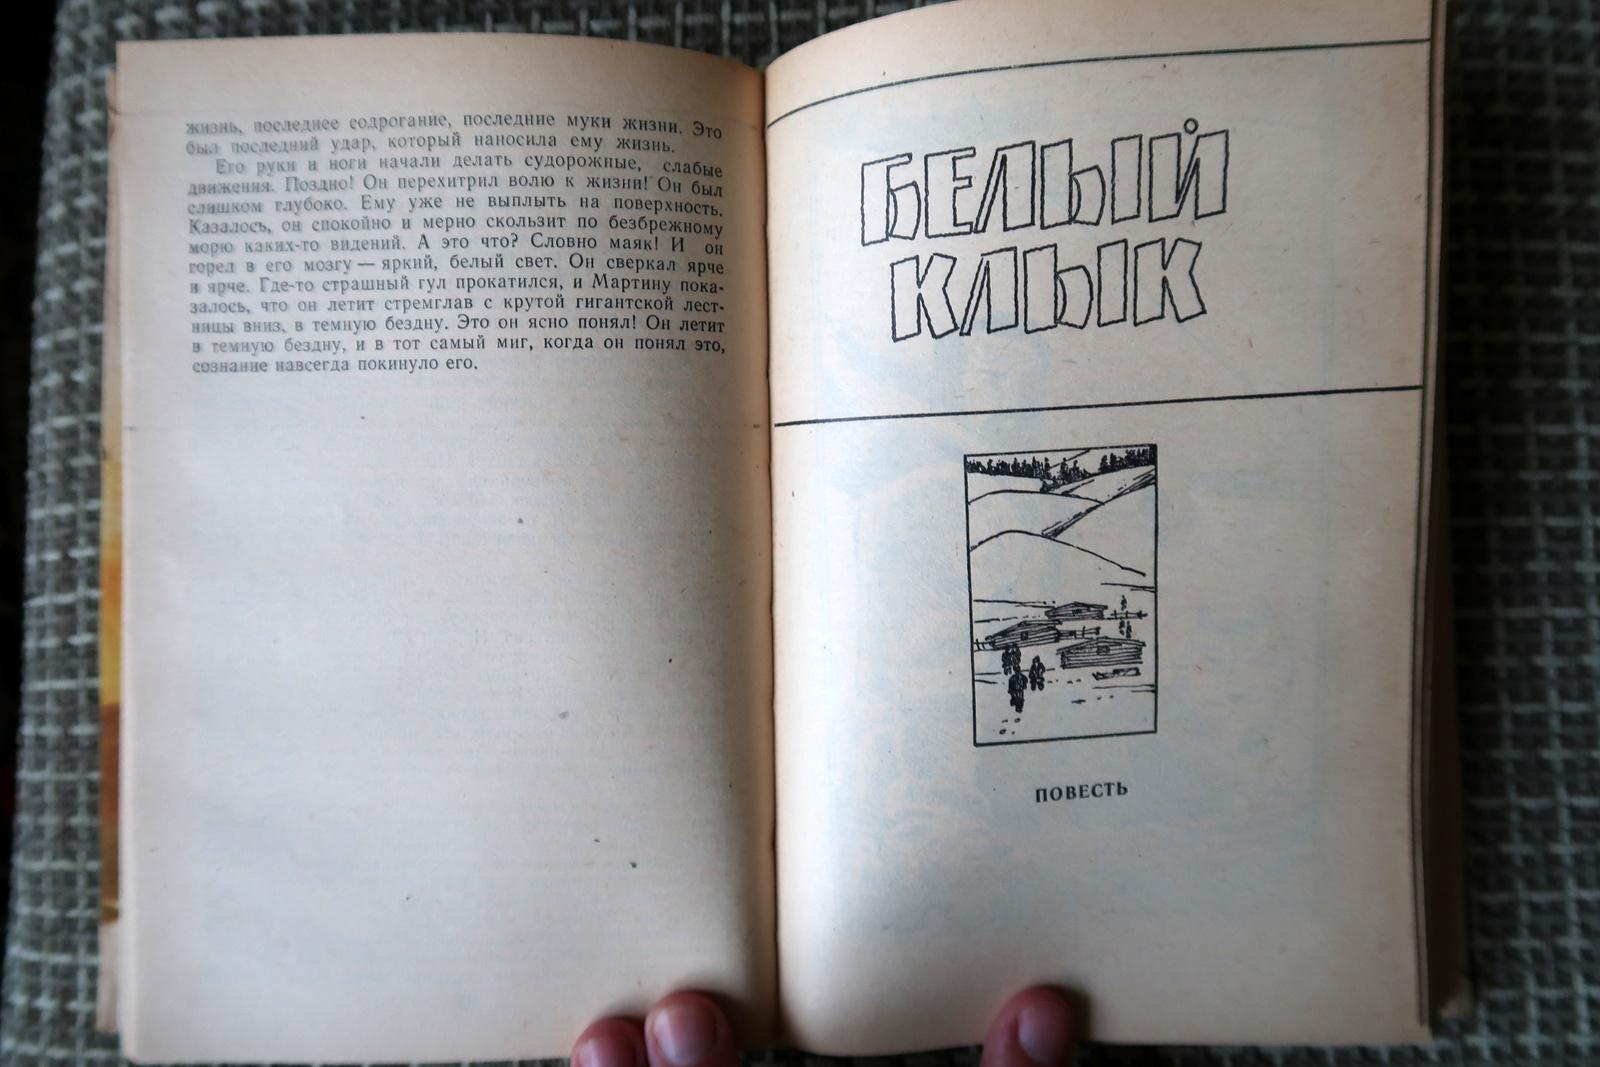 жизнь, последнее содрогание, последние муки жизни. Это
был последний удар, который наносила ему жизнь.
Его руки и ноги начали делать судорожные, слабые
движения. Поздно! Он перехитрил волю к жизни! Он был
слишком глубоко. Ему уже не выплыть на поверхность.
Казалось, он спокойно и мерно скользит по безбрежному
морю каких-то видений. А это что? Словно маяк! И он
горел в его мозгу — яркий, белый свет. Он сверкал ярче
и ярче. Где-то страшный гул прокатился, и Мартину пока-
залось, что он летит стремглав с крутой гигантской лест-
ницы вниз, в темную бездну. Это он ясно понял! Он летит
в темную бездну, и в тот самый миг, когда он понял это,
сознание навсегда покинуло его.
БЕЛЫЙ
КЛЫК
ПОВЕСТЬ